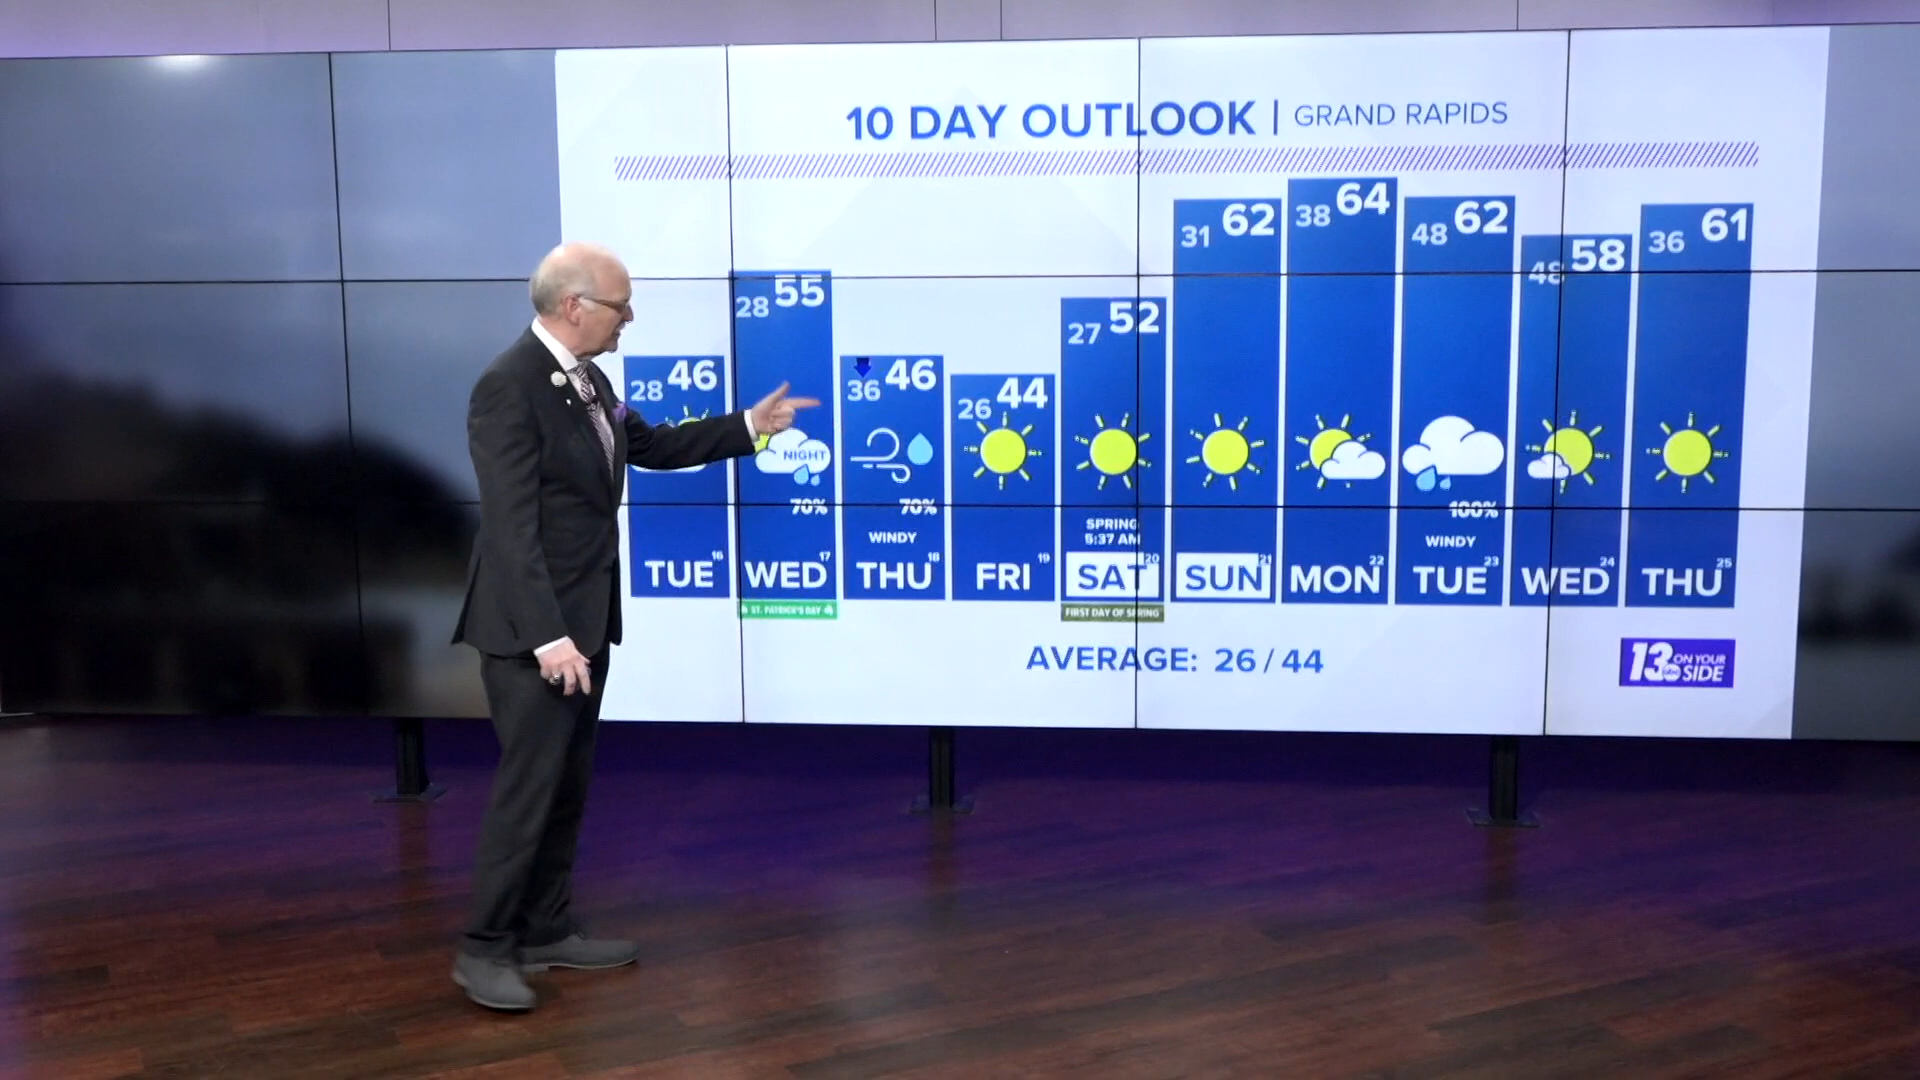 10 DAY OUTLOOK | GRAND RAPIDS
28 46
28 55
36 46
26 44
27 52
31 62
38 64
48 62
48 58
36 61
NIGHT
70%
70%
100%
WINDY
SPRING
5:37 AM
WINDY
TUE 16
WED 17
THU 18
FRI 19
SAT 20
SUN 21
MON 22
TUE 23
WED 24
THU 25
ST. PATRICK'S DAY
FIRST DAY OF SPRING
AVERAGE: 26 / 44
13 abc ON YOUR
SIDE